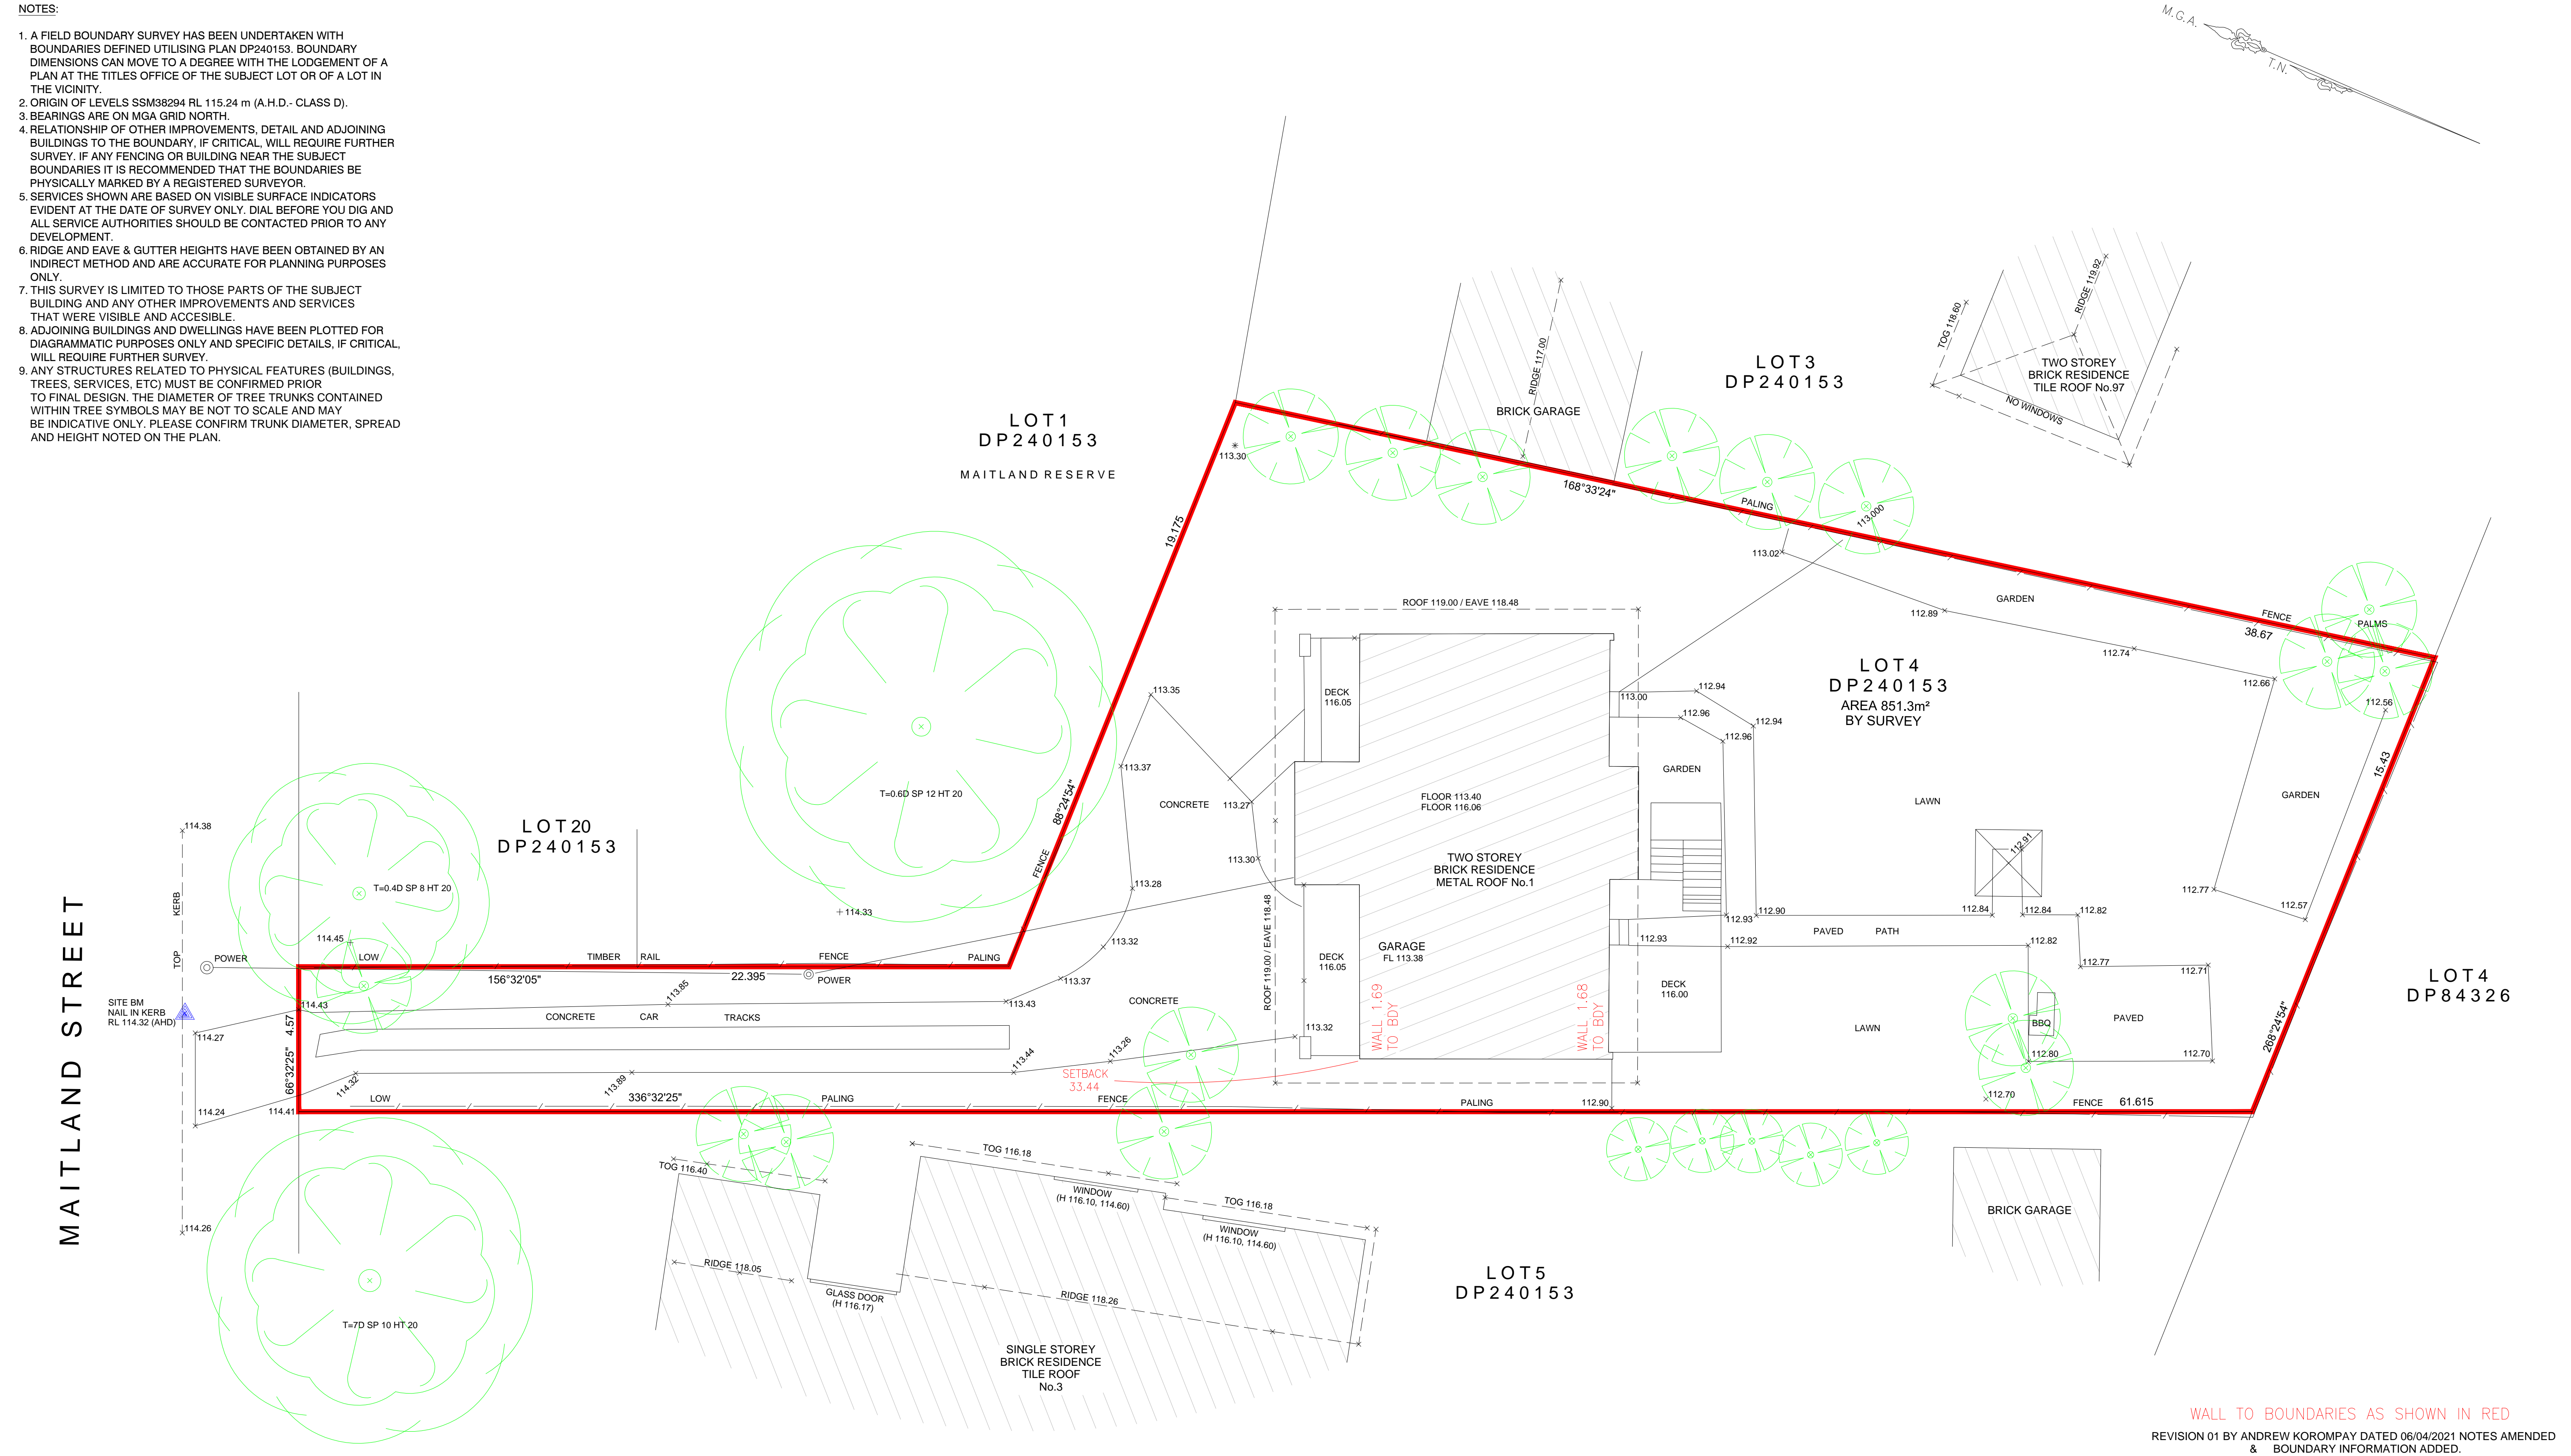 NOTES:
1. A FIELD BOUNDARY SURVEY HAS BEEN UNDERTAKEN WITH
BOUNDARIES DEFINED UTILISING PLAN DP240153. BOUNDARY
DIMENSIONS CAN MOVE TO A DEGREE WITH THE LODGEMENT OF A
PLAN AT THE TITLES OFFICE OF THE SUBJECT LOT OR OF A LOT IN
THE VICINITY.
2. ORIGIN OF LEVELS SSM38294 RL 115.24 m (A.H.D.- CLASS D).
3. BEARINGS ARE ON MGA GRID NORTH.
4. RELATIONSHIP OF OTHER IMPROVEMENTS, DETAIL AND ADJOINING
BUILDINGS TO THE BOUNDARY, IF CRITICAL, WILL REQUIRE FURTHER
SURVEY. IF ANY FENCING OR BUILDING NEAR THE SUBJECT
BOUNDARIES IT IS RECOMMENDED THAT THE BOUNDARIES BE
PHYSICALLY MARKED BY A REGISTERED SURVEYOR.
5. SERVICES SHOWN ARE BASED ON VISIBLE SURFACE INDICATORS
EVIDENT AT THE DATE OF SURVEY ONLY. DIAL BEFORE YOU DIG AND
ALL SERVICE AUTHORITIES SHOULD BE CONTACTED PRIOR TO ANY
DEVELOPMENT.
6. RIDGE AND EAVE & GUTTER HEIGHTS HAVE BEEN OBTAINED BY AN
INDIRECT METHOD AND ARE ACCURATE FOR PLANNING PURPOSES
ONLY.
7. THIS SURVEY IS LIMITED TO THOSE PARTS OF THE SUBJECT
BUILDING AND ANY OTHER IMPROVEMENTS AND SERVICES
THAT WERE VISIBLE AND ACCESIBLE.
8. ADJOINING BUILDINGS AND DWELLINGS HAVE BEEN PLOTTED FOR
DIAGRAMMATIC PURPOSES ONLY AND SPECIFIC DETAILS, IF CRITICAL,
WILL REQUIRE FURTHER SURVEY.
9. ANY STRUCTURES RELATED TO PHYSICAL FEATURES (BUILDINGS,
TREES, SERVICES, ETC) MUST BE CONFIRMED PRIOR
TO FINAL DESIGN. THE DIAMETER OF TREE TRUNKS CONTAINED
WITHIN TREE SYMBOLS MAY BE NOT TO SCALE AND MAY
BE INDICATIVE ONLY. PLEASE CONFIRM TRUNK DIAMETER, SPREAD
AND HEIGHT NOTED ON THE PLAN.
M.G.A.
T.N.
LOT 1
DP240153
MAITLAND RESERVE
113.30
RIDGE 117.00
BRICK GARAGE
LOT 3
DP240153
TOG 118.60
RIDGE 119.92
TWO STOREY
BRICK RESIDENCE
TILE ROOF No.97
NO WINDOWS
168°33'24"
PALING
113.000
113.02
19.175
88°24'54"
FENCE
ROOF 119.00 / EAVE 118.48
112.89
GARDEN
FENCE
38.67
PALMS
112.74
112.66
112.56
LOT 4
DP240153
AREA 851.3m²
BY SURVEY
113.35
113.37
CONCRETE
113.27
113.30
113.28
113.32
113.37
DECK
116.05
113.00
112.94
112.96
112.94
112.96
GARDEN
FLOOR 113.40
FLOOR 116.06
LAWN
15.43
GARDEN
TWO STOREY
BRICK RESIDENCE
METAL ROOF No.1
112.91
112.77
112.57
T=0.6D SP 12 HT 20
LOT 20
DP240153
114.38
T=0.4D SP 8 HT 20
KERB
TOP
114.33
114.45
POWER
LOW
TIMBER
RAIL
FENCE
PALING
156°32'05"
22.395
POWER
ROOF 119.00 / EAVE 118.48
DECK
116.05
GARAGE
FL 113.38
112.93
112.90
112.84
112.84
112.82
112.93
112.92
PAVED
PATH
112.82
112.77
112.71
MAITLAND STREET
SITE BM
NAIL IN KERB
RL 114.32 (AHD)
114.43
113.85
113.43
CONCRETE
CAR
TRACKS
CONCRETE
4.57
66°32'25"
114.27
114.24
114.32
113.89
113.44
113.26
113.32
WALL 1.69
TO BDY
WALL 1.68
TO BDY
DECK
116.00
LAWN
BBQ
PAVED
112.80
112.70
268°24'54"
LOT 4
DP84326
SETBACK
33.44
114.41
LOW
336°32'25"
PALING
FENCE
PALING
112.90
112.70
FENCE
61.615
114.26
TOG 116.40
TOG 116.18
WINDOW
(H 116.10, 114.60)
TOG 116.18
WINDOW
(H 116.10, 114.60)
RIDGE 118.05
GLASS DOOR
(H 116.17)
RIDGE 118.26
T=7D SP 10 HT 20
SINGLE STOREY
BRICK RESIDENCE
TILE ROOF
No.3
LOT 5
DP240153
BRICK GARAGE
WALL TO BOUNDARIES AS SHOWN IN RED
REVISION 01 BY ANDREW KOROMPAY DATED 06/04/2021 NOTES AMENDED
& BOUNDARY INFORMATION ADDED.